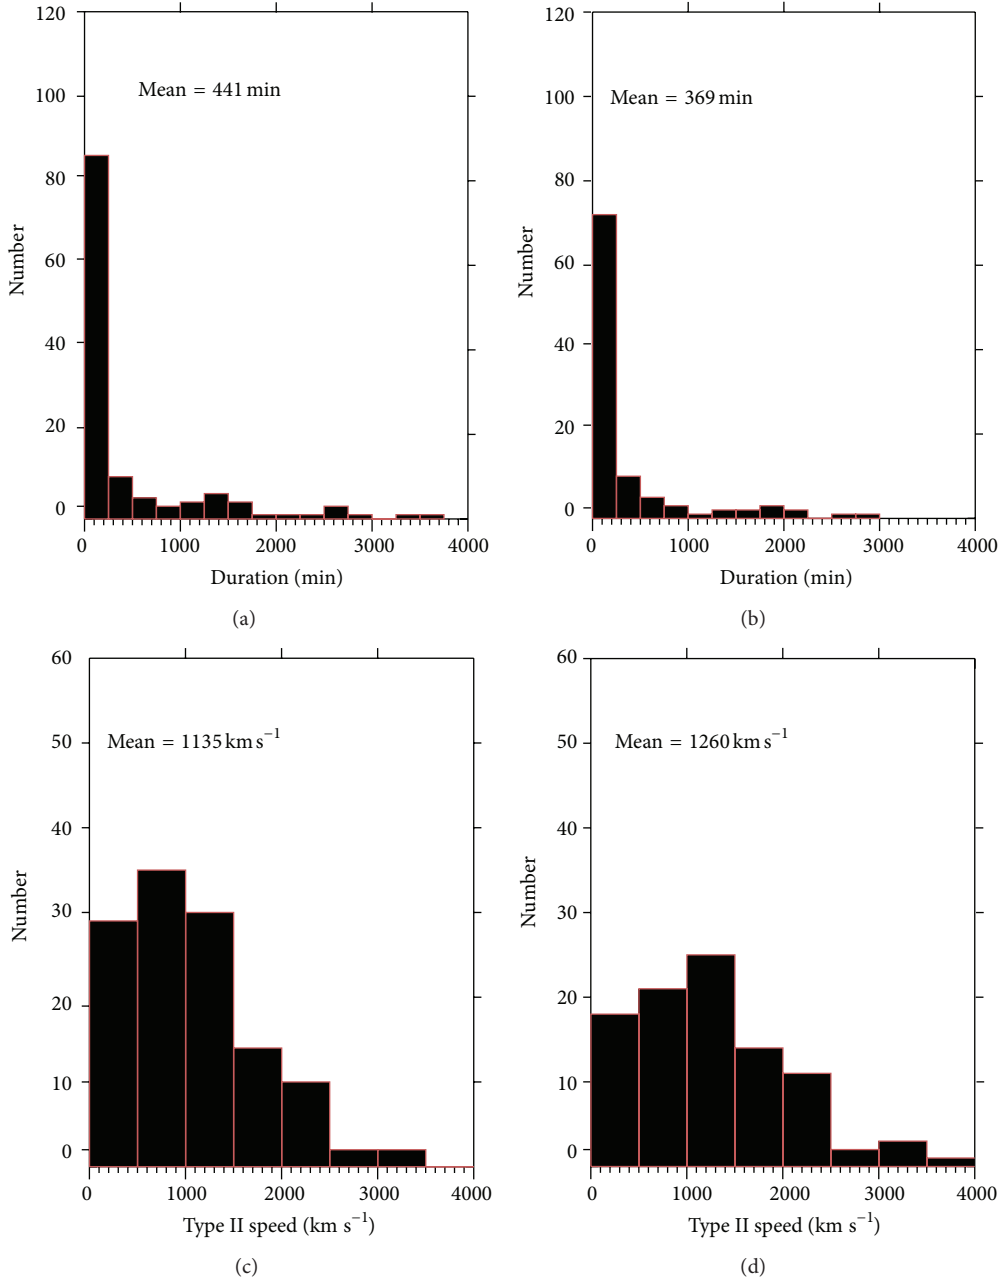 120
100
80
60
40
20
0
Number
Mean = 441 min
0 1000 2000 3000 4000
Duration (min)
(a)
120
100
80
60
40
20
0
Number
Mean = 369 min
0 1000 2000 3000 4000
Duration (min)
(b)
60
50
40
30
20
10
0
Number
Mean = 1135 km s⁻¹
0 1000 2000 3000 4000
Type II speed (km s⁻¹)
(c)
60
50
40
30
20
10
0
Number
Mean = 1260 km s⁻¹
0 1000 2000 3000 4000
Type II speed (km s⁻¹)
(d)